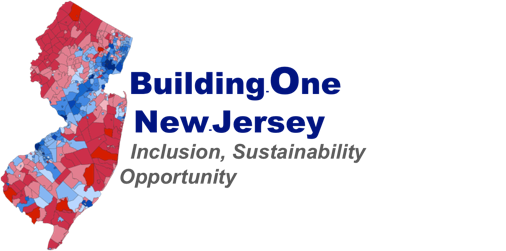 Building One
New Jersey
Inclusion, Sustainability
Opportunity